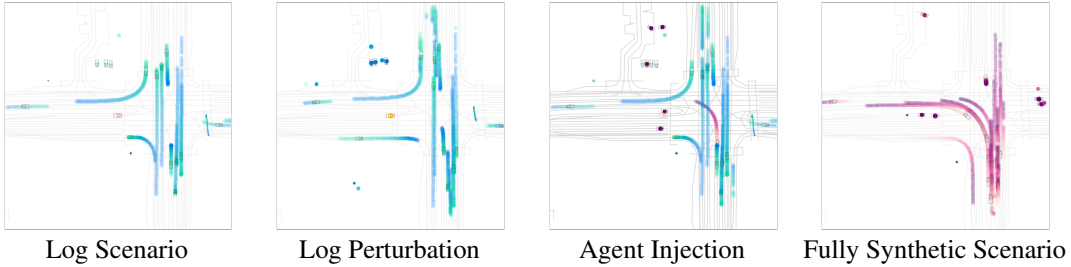 Log Scenario
Log Perturbation
Agent Injection
Fully Synthetic Scenario